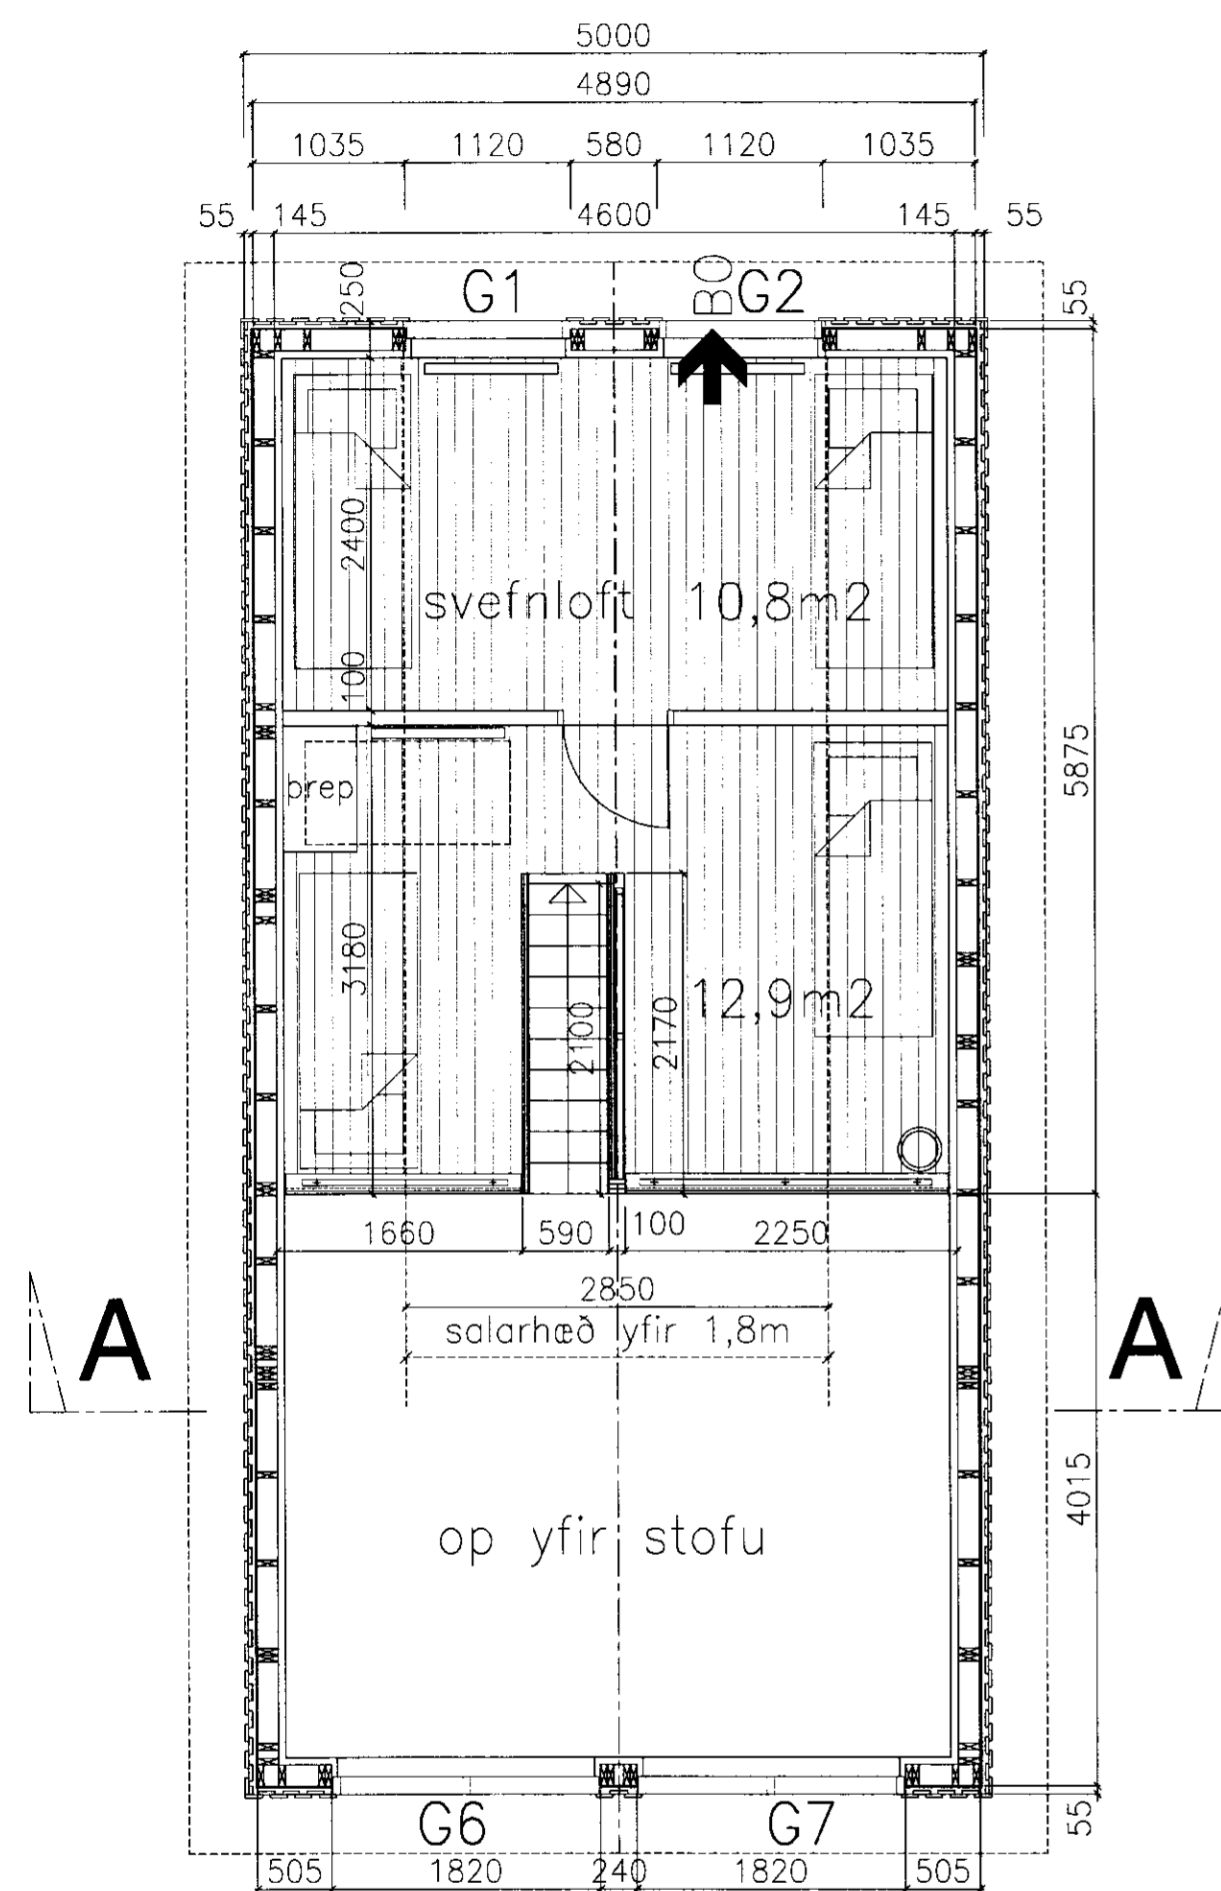 5000
4890
1035 1120 580 1120 1035
55 145 4600 145 55
250 G1 BO G2 55
2400
svefnloft 10,8m2
100
5875
þrep
3180
12,9m2
2100 2170
1660 590 100 2250
2850
salarhæð yfir 1,8m
A A
4015
op yfir stofu
G6 G7 55
505 1820 240 1820 505